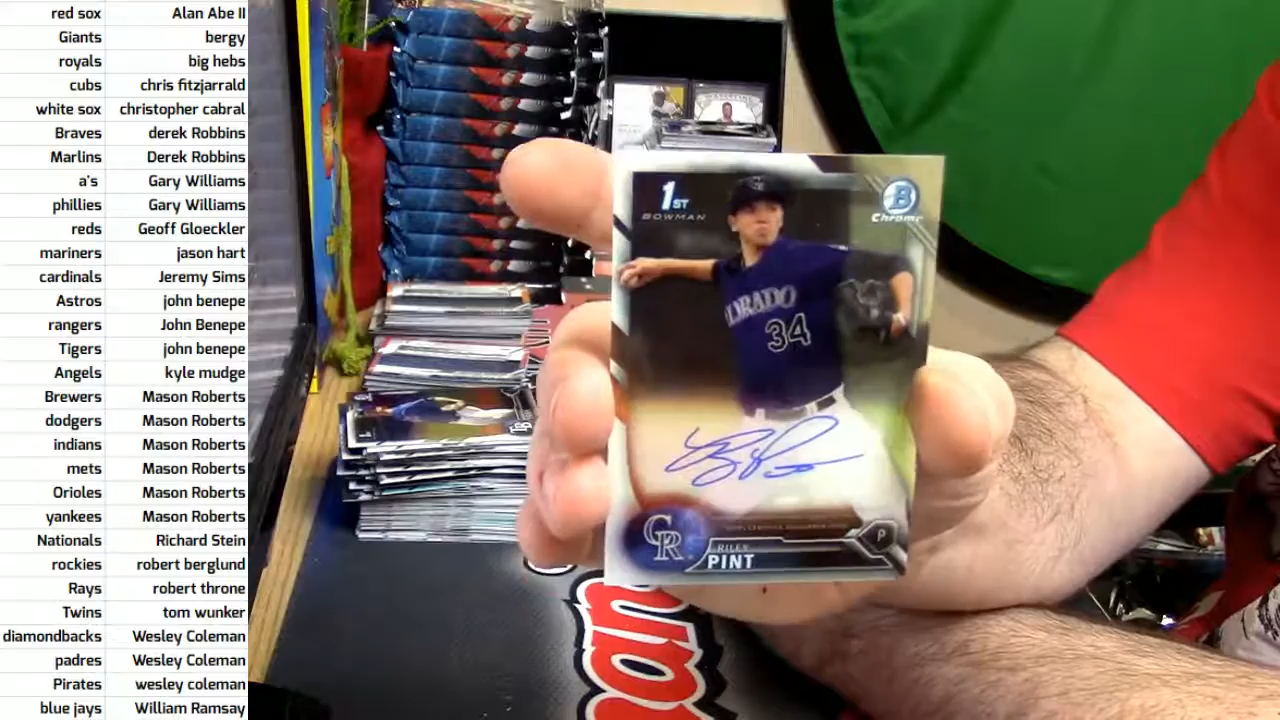 red sox Alan Abe II
Giants bergy
royals big hebs
cubs chris fitzjarrald
white sox christopher cabral
Braves derek Robbins
Marlins Derek Robbins
a's Gary Williams
phillies Gary Williams
reds Geoff Gloeckler
mariners jason hart
cardinals Jeremy Sims
Astros john benepe
rangers John Benepe
Tigers john benepe
Angels kyle mudge
Brewers Mason Roberts
dodgers Mason Roberts
indians Mason Roberts
mets Mason Roberts
Orioles Mason Roberts
yankees Mason Roberts
Nationals Richard Stein
rockies robert berglund
Rays robert throne
Twins tom wunker
diamondbacks Wesley Coleman
padres Wesley Coleman
Pirates wesley coleman
blue jays William Ramsay
1ST
BOWMAN
B
Chrome
34
CR
RILEY
PINT
P